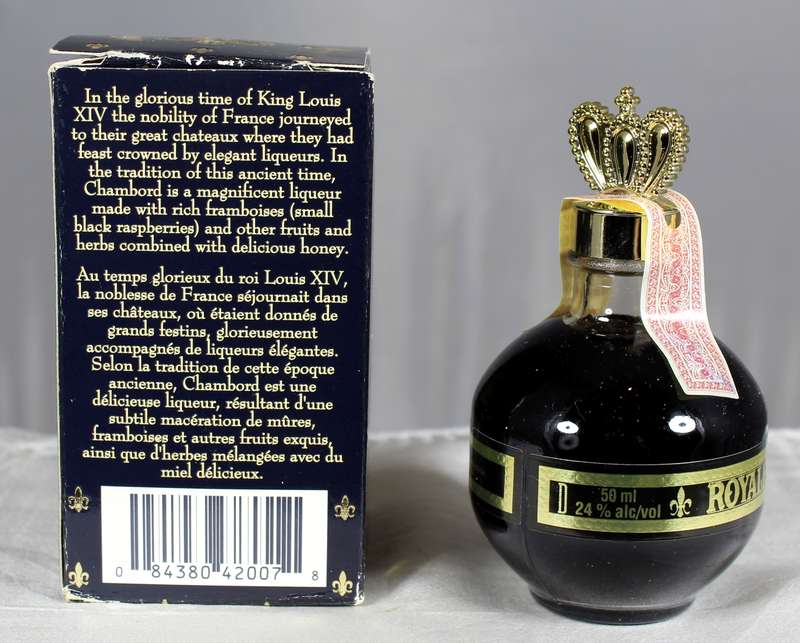 In the glorious time of King Louis
XIV the nobility of France journeyed
to their great chateaux where they had
feast crowned by elegant liqueurs. In
the tradition of this ancient time,
Chambord is a magnificent liqueur
made with rich framboises (small
black raspberries) and other fruits and
herbs combined with delicious honey.
Au temps glorieux du roi Louis XIV,
la noblesse de France séjournait dans
ses châteaux, où étaient donnés de
grands festins, glorieusement
accompagnés de liqueurs élégantes.
Selon la tradition de cette époque
ancienne, Chambord est une
délicieuse liqueur, résultant d'une
subtile macération de mûres,
framboises et autres fruits exquis,
ainsi que d'herbes mélangées avec du
miel délicieux.
0 84380 42007 8
D 50 ml
24 % alc/vol
ROYAL